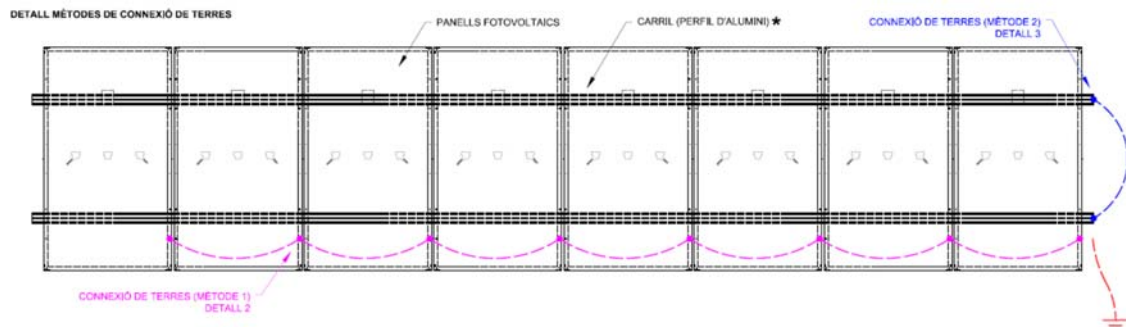 DETALL MÈTODES DE CONNEXIÓ DE TERRES
PANELLS FOTOVOLTAICS
CARRIL (PERFIL D'ALUMINI) *
CONNEXIÓ DE TERRES (MÈTODE 2)
DETALL 3
CONNEXIÓ DE TERRES (MÈTODE 1)
DETALL 2